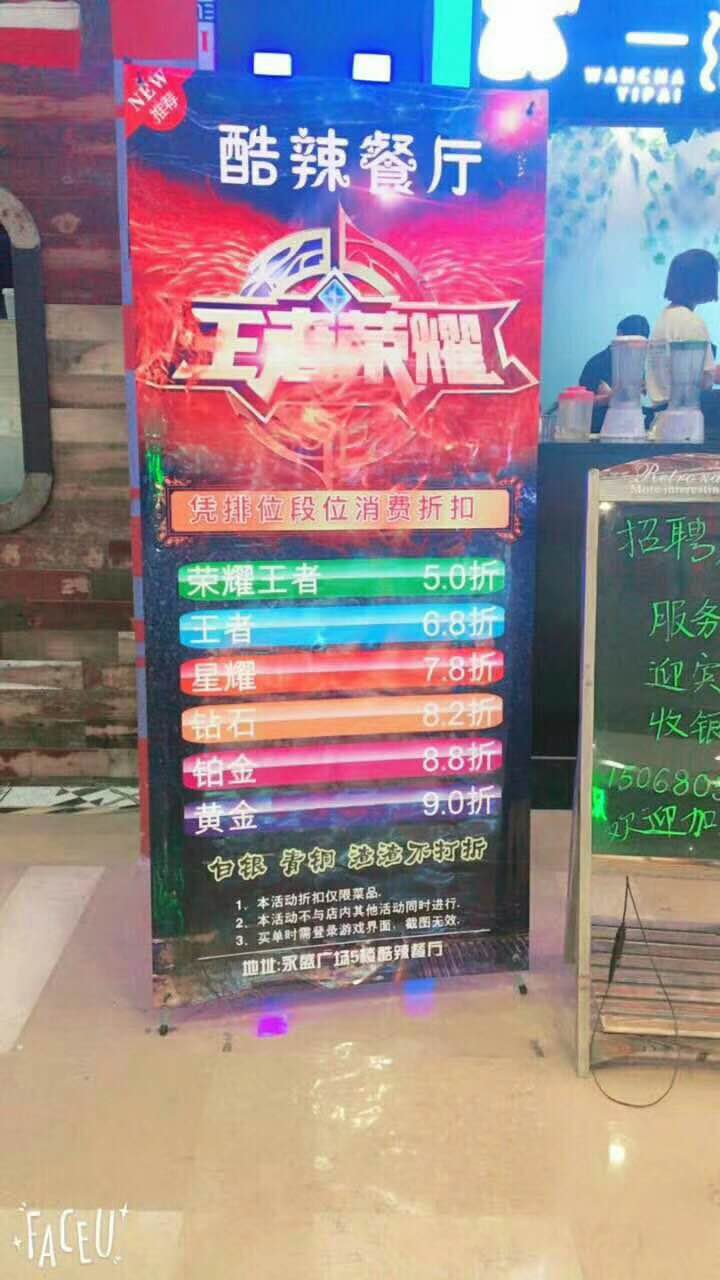 NEW
推荐
酷辣餐厅
王者荣耀
凭排位段位消费折扣
荣耀王者 5.0折
王者 6.8折
星耀 7.8折
钻石 8.2折
铂金 8.8折
黄金 9.0折
白银 青铜 渣渣不打折
1、本活动折扣仅限菜品.
2、本活动不与店内其他活动同时进行.
3、买单时需登录游戏界面，截图无效.
地址:永盛广场5楼酷辣餐厅
一
WANCHA
YIPAI
Retro
More interesting
招聘
服务
迎宾
收银
150680
欢迎加
FACEU